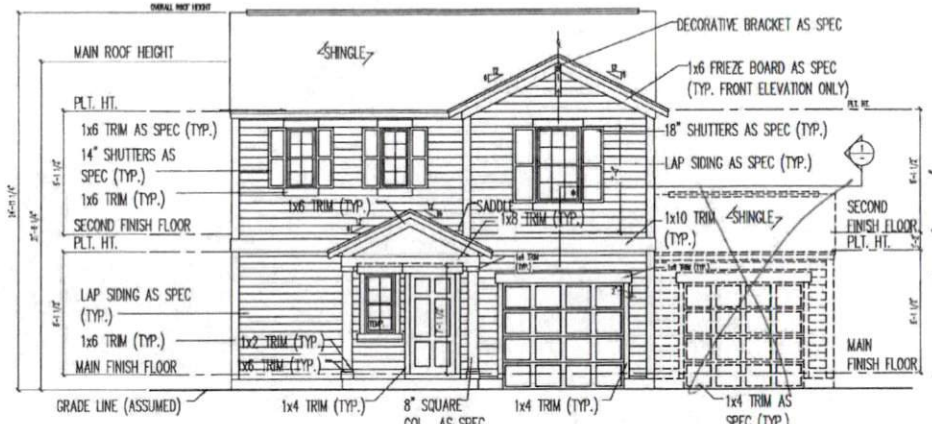 OVERALL ROOF HEIGHT
DECORATIVE BRACKET AS SPEC
MAIN ROOF HEIGHT
SHINGLE
1x6 FRIEZE BOARD AS SPEC
(TYP. FRONT ELEVATION ONLY)
PLT. HT.
PLT. HT.
1x6 TRIM AS SPEC (TYP.)
18" SHUTTERS AS SPEC (TYP.)
14" SHUTTERS AS
SPEC (TYP.)
LAP SIDING AS SPEC (TYP.)
1x6 TRIM (TYP.)
1x6 TRIM (TYP.)
SADDLE
1x8 TRIM (TYP.)
1x10 TRIM
(TYP.)
SHINGLE
SECOND
FINISH FLOOR
SECOND FINISH FLOOR
PLT. HT.
PLT. HT.
LAP SIDING AS SPEC
(TYP.)
1x6 TRIM (TYP.)
1x2 TRIM (TYP.)
1x6 TRIM (TYP.)
MAIN FINISH FLOOR
MAIN
FINISH FLOOR
GRADE LINE (ASSUMED)
1x4 TRIM (TYP.)
8" SQUARE
COL. AS SPEC
1x4 TRIM (TYP.)
1x4 TRIM AS
SPEC (TYP.)